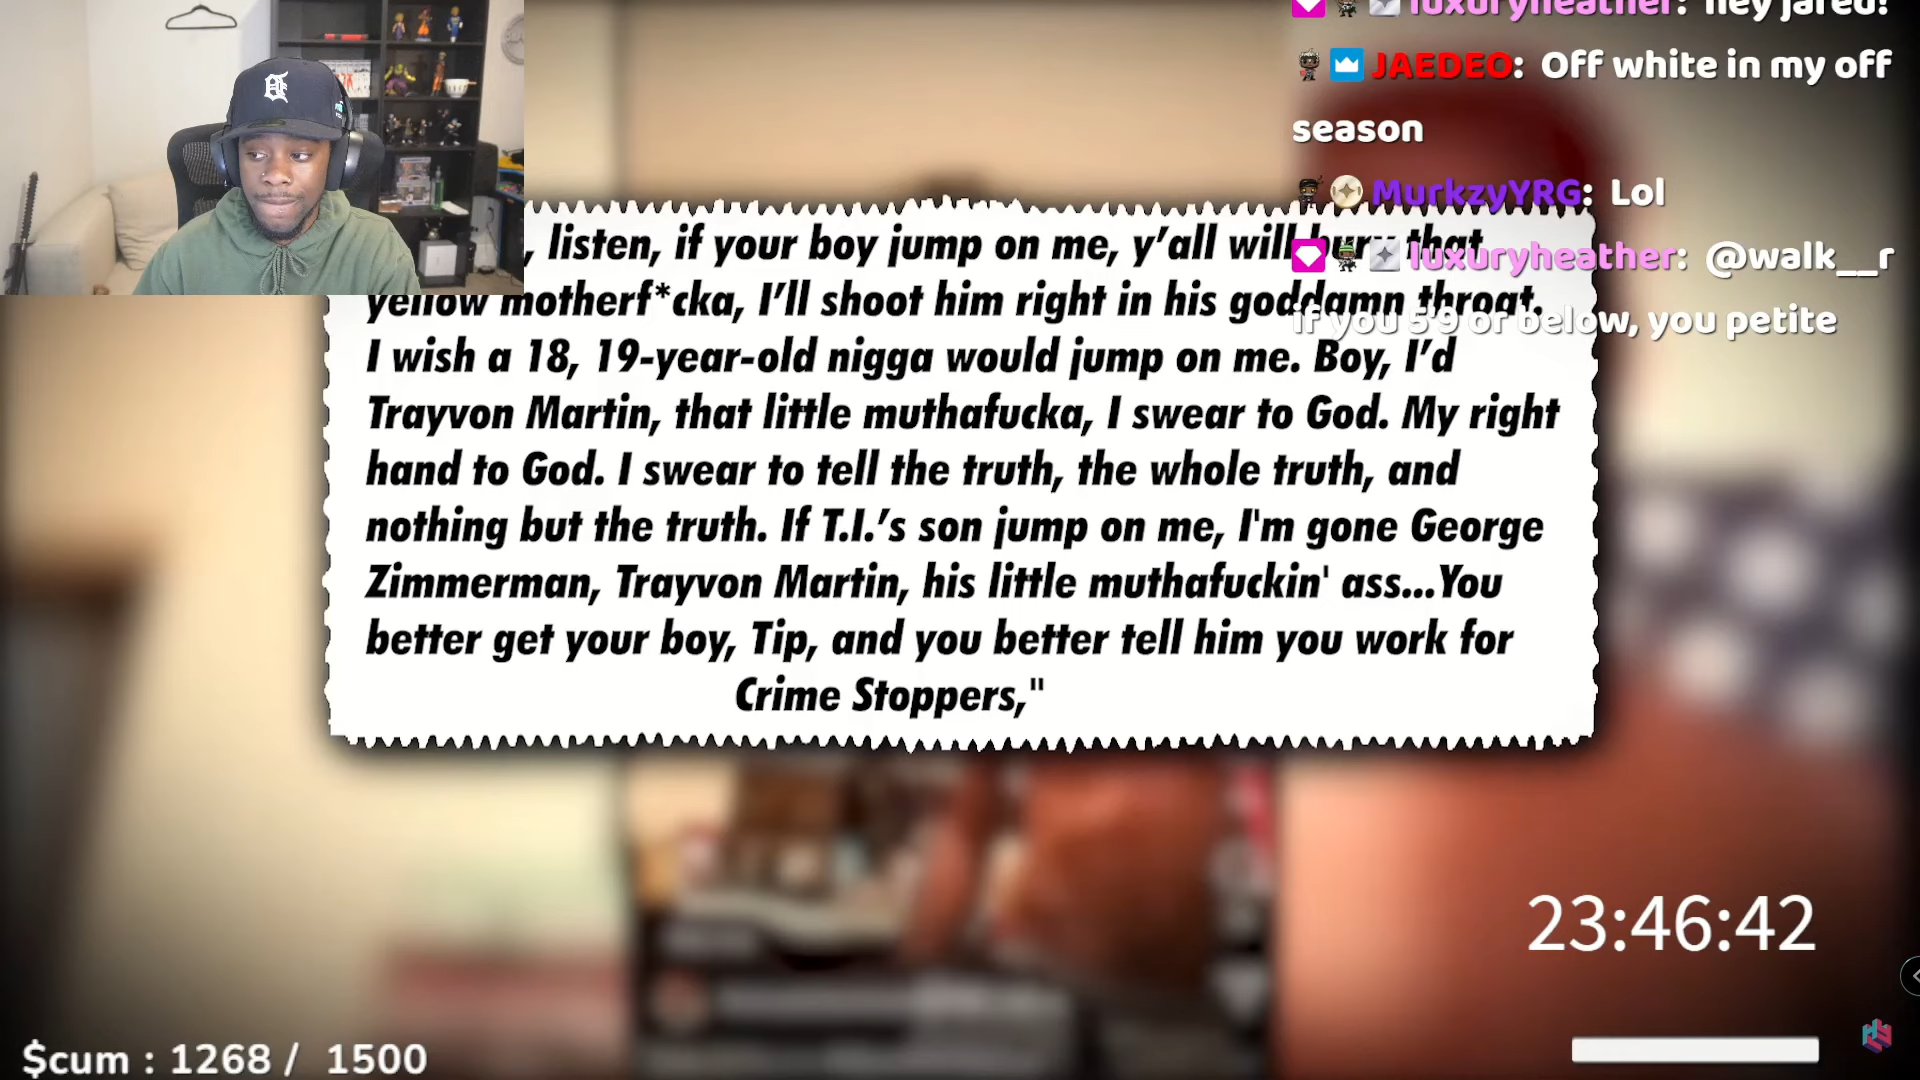 luxuryheather: hey jared!
JAEDEO: Off white in my off
season
MurkzyYRG: Lol
luxuryheather: @walk__r
if you 5'9 or below, you petite
, listen, if your boy jump on me, y'all will bury that
yellow motherf*cka, I'll shoot him right in his goddamn throat.
I wish a 18, 19-year-old nigga would jump on me. Boy, I'd
Trayvon Martin, that little muthafucka, I swear to God. My right
hand to God. I swear to tell the truth, the whole truth, and
nothing but the truth. If T.I.'s son jump on me, I'm gone George
Zimmerman, Trayvon Martin, his little muthafuckin' ass...You
better get your boy, Tip, and you better tell him you work for
Crime Stoppers,"
23:46:42
$cum : 1268 / 1500